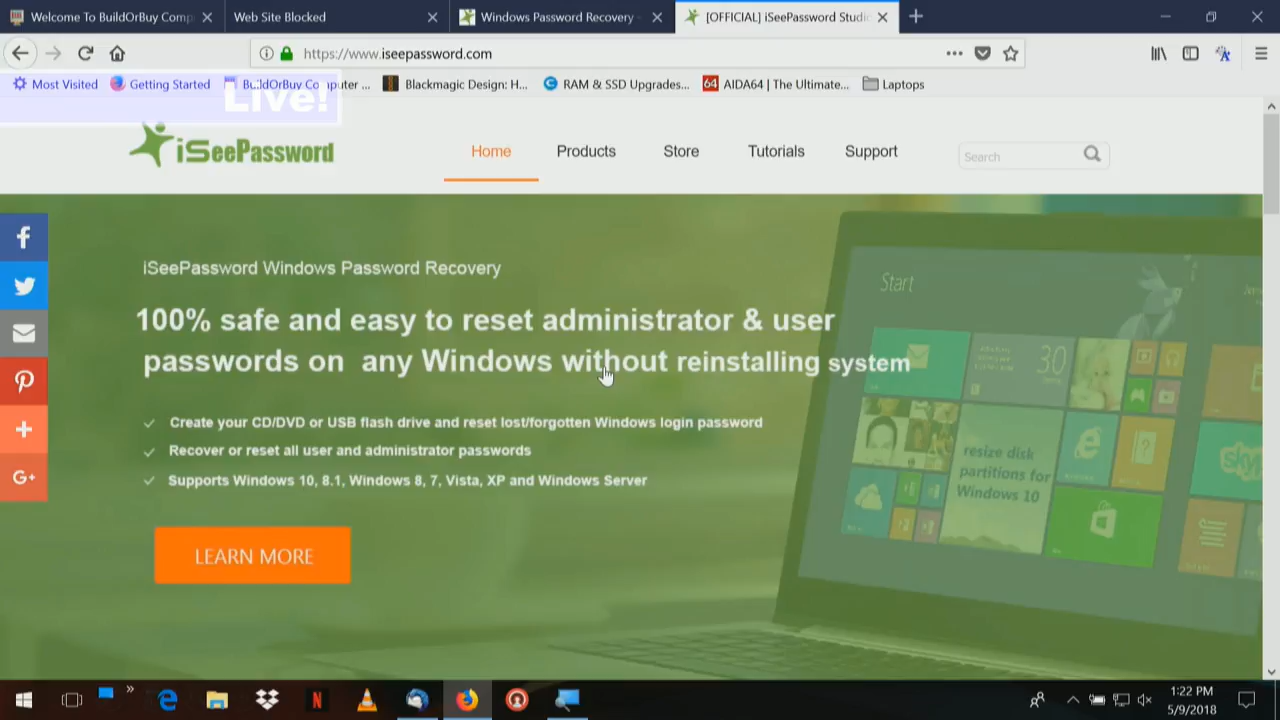 Welcome To BuildOrBuy Comp
Web Site Blocked
Windows Password Recovery -
[OFFICIAL] iSeePassword Studio
https://www.iseepassword.com
Most Visited
Getting Started
BuildOrBuy Computer ...
Blackmagic Design: H...
RAM & SSD Upgrades...
64
AIDA64 | The Ultimate...
Laptops
Live!
iSeePassword
Home
Products
Store
Tutorials
Support
Search
iSeePassword Windows Password Recovery
100% safe and easy to reset administrator & user
passwords on any Windows without reinstalling system
Create your CD/DVD or USB flash drive and reset lost/forgotten Windows login password
Recover or reset all user and administrator passwords
Supports Windows 10, 8.1, Windows 8, 7, Vista, XP and Windows Server
LEARN MORE
Start
30
resize disk
partitions for
Windows 10
skyp
G+
1:22 PM
5/9/2018